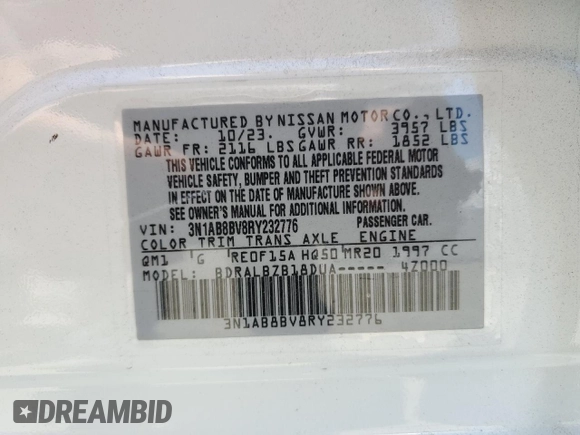 MANUFACTURED BY NISSAN MOTOR CO., LTD.
DATE: 10/23. GVWR: 3957 LBS
GAWR FR: 2116 LBS GAWR RR: 1852 LBS
THIS VEHICLE CONFORMS TO ALL APPLICABLE FEDERAL MOTOR
VEHICLE SAFETY, BUMPER AND THEFT PREVENTION STANDARDS
IN EFFECT ON THE DATE OF MANUFACTURE SHOWN ABOVE.
SEE OWNER'S MANUAL FOR ADDITIONAL INFORMATION.
VIN: 3N1AB8BV8RY232776 PASSENGER CAR.
COLOR TRIM TRANS AXLE ENGINE
QM1 G RE0F15A HQ50 MR20 1997 CC
MODEL: BDRALBZB18DUA----- 4Z000
3N1AB8BV8RY232776
DREAMBID